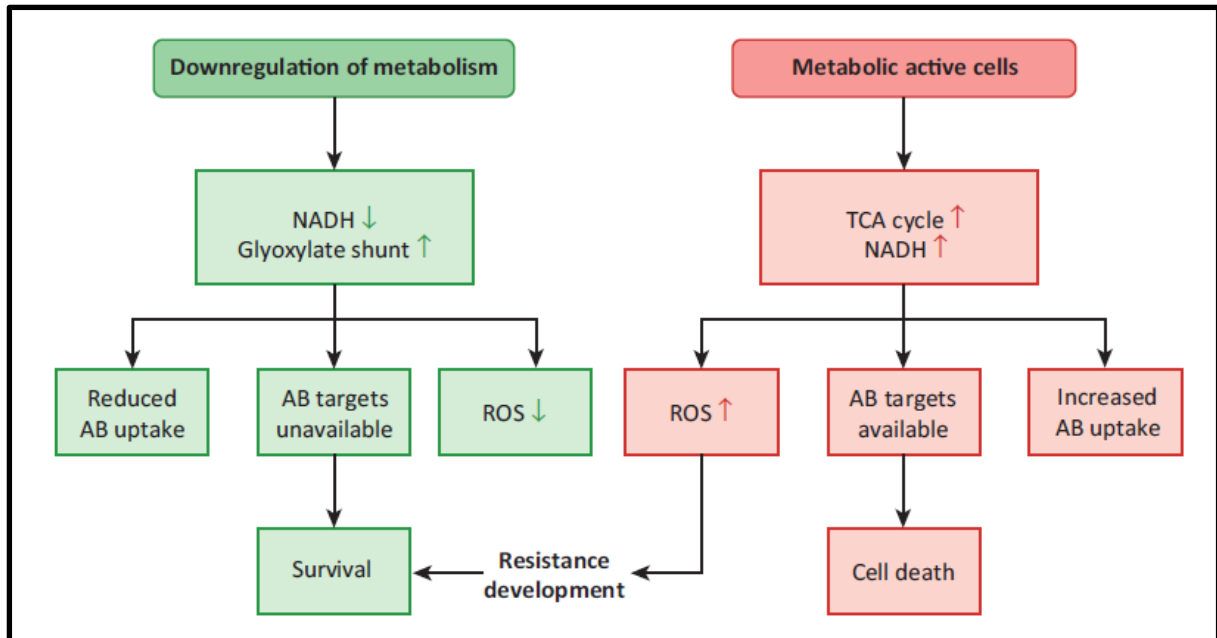 Downregulation of metabolism
Metabolic active cells
NADH ↓
Glyoxylate shunt ↑
TCA cycle ↑
NADH ↑
Reduced
AB uptake
AB targets
unavailable
ROS ↓
ROS ↑
AB targets
available
Increased
AB uptake
Survival
Resistance
development
Cell death